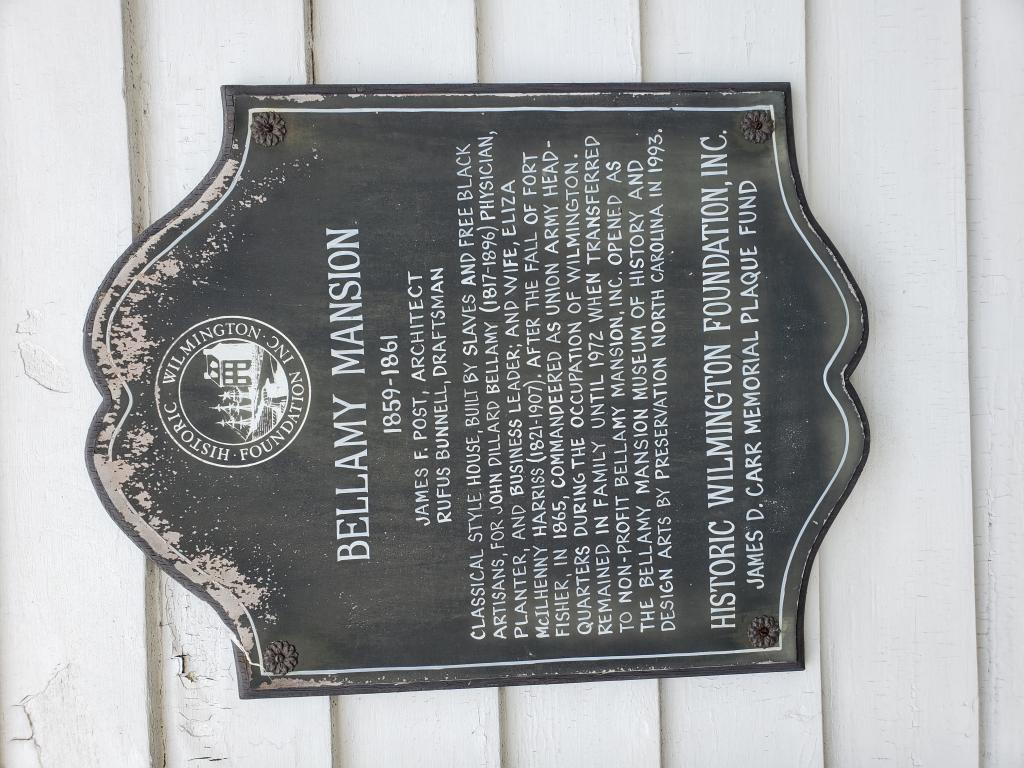 HISTORIC WILMINGTON
FOUNDATION INC.
BELLAMY MANSION
1859-1861
JAMES F. POST, ARCHITECT
RUFUS BUNNELL, DRAFTSMAN
CLASSICAL STYLE HOUSE, BUILT BY SLAVES AND FREE BLACK
ARTISANS, FOR JOHN DILLARD BELLAMY (1817-1896) PHYSICIAN,
PLANTER, AND BUSINESS LEADER; AND WIFE, ELIZA
McILHENNY HARRISS (1821-1907). AFTER THE FALL OF FORT
FISHER, IN 1865, COMMANDEERED AS UNION ARMY HEAD-
QUARTERS DURING THE OCCUPATION OF WILMINGTON.
REMAINED IN FAMILY UNTIL 1972 WHEN TRANSFERRED
TO NON-PROFIT BELLAMY MANSION, INC. OPENED AS
THE BELLAMY MANSION MUSEUM OF HISTORY AND
DESIGN ARTS BY PRESERVATION NORTH CAROLINA IN 1993.
HISTORIC WILMINGTON FOUNDATION, INC.
JAMES D. CARR MEMORIAL PLAQUE FUND